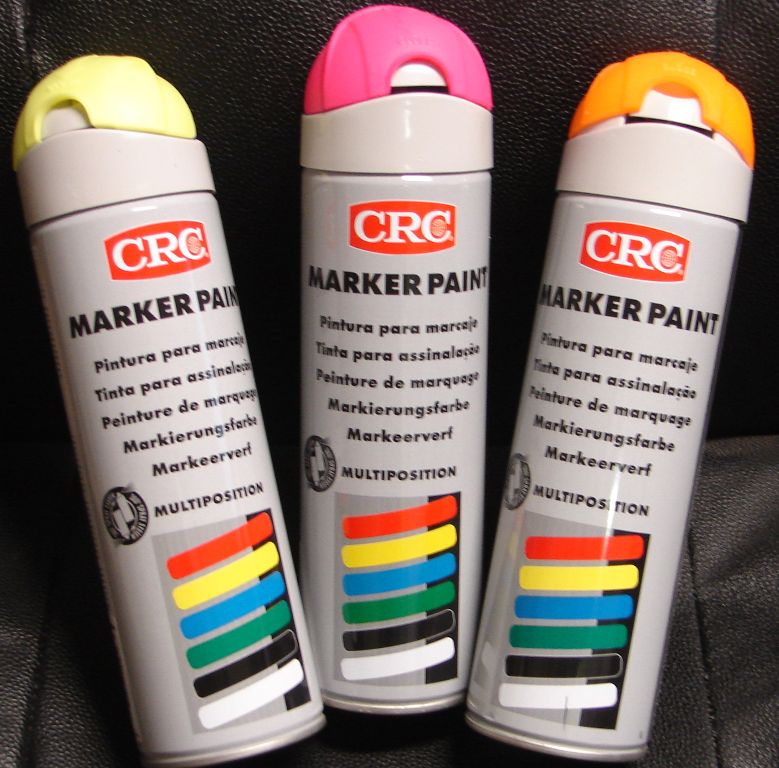 CRC
MARKER PAIN
Pintura para marcaje
Tinta para assinalação
Peinture de marquage
Markierungsfarbe
Markeerverf
MULTIPOSITION
CRC
MARKER PAINT
Pintura para marcaje
Tinta para assinalação
Peinture de marquage
Markierungsfarbe
Markeerverf
MULTIPOSITION
CRC
MARKER PAINT
Pintura para marcaje
Tinta para assinalação
Peinture de marquage
Markierungsfarbe
Markeerverf
MULTIPOSITION